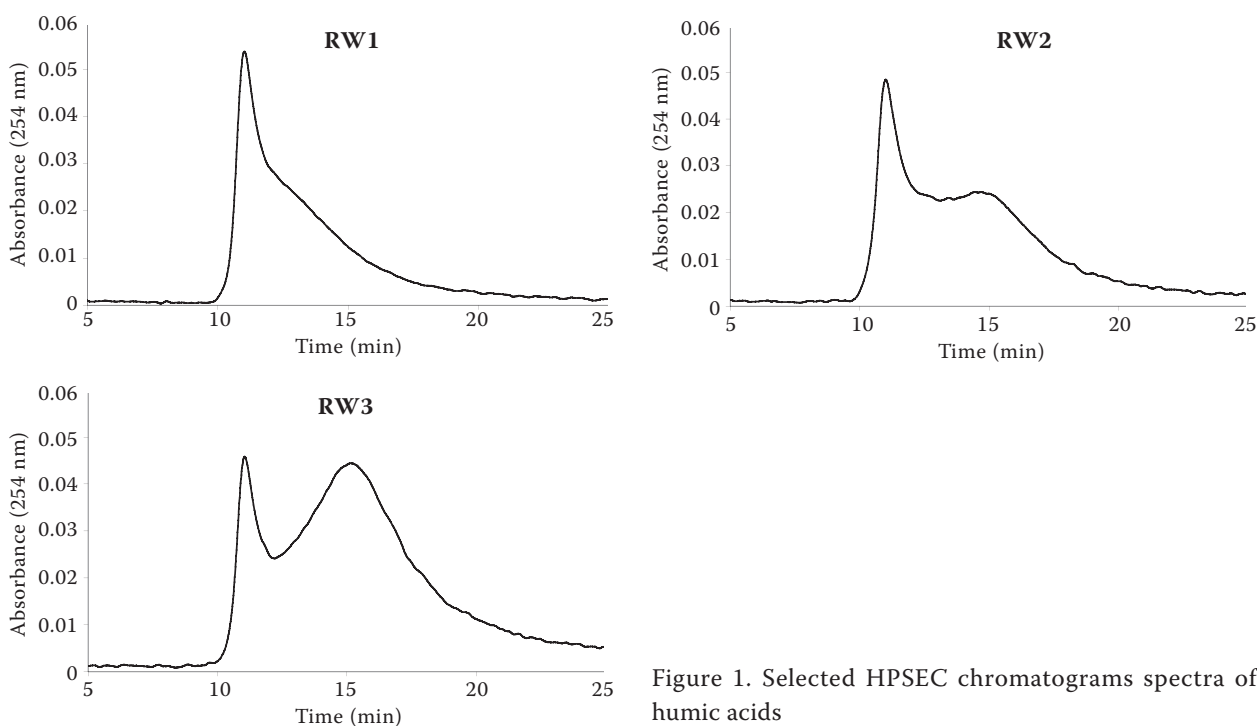 RW1
Absorbance (254 nm)
0.06
0.05
0.04
0.03
0.02
0.01
0
5 10 15 20 25
Time (min)
RW2
Absorbance (254 nm)
0.06
0.05
0.04
0.03
0.02
0.01
0
5 10 15 20 25
Time (min)
RW3
Absorbance (254 nm)
0.06
0.05
0.04
0.03
0.02
0.01
0
5 10 15 20 25
Time (min)
Figure 1. Selected HPSEC chromatograms spectra of
humic acids